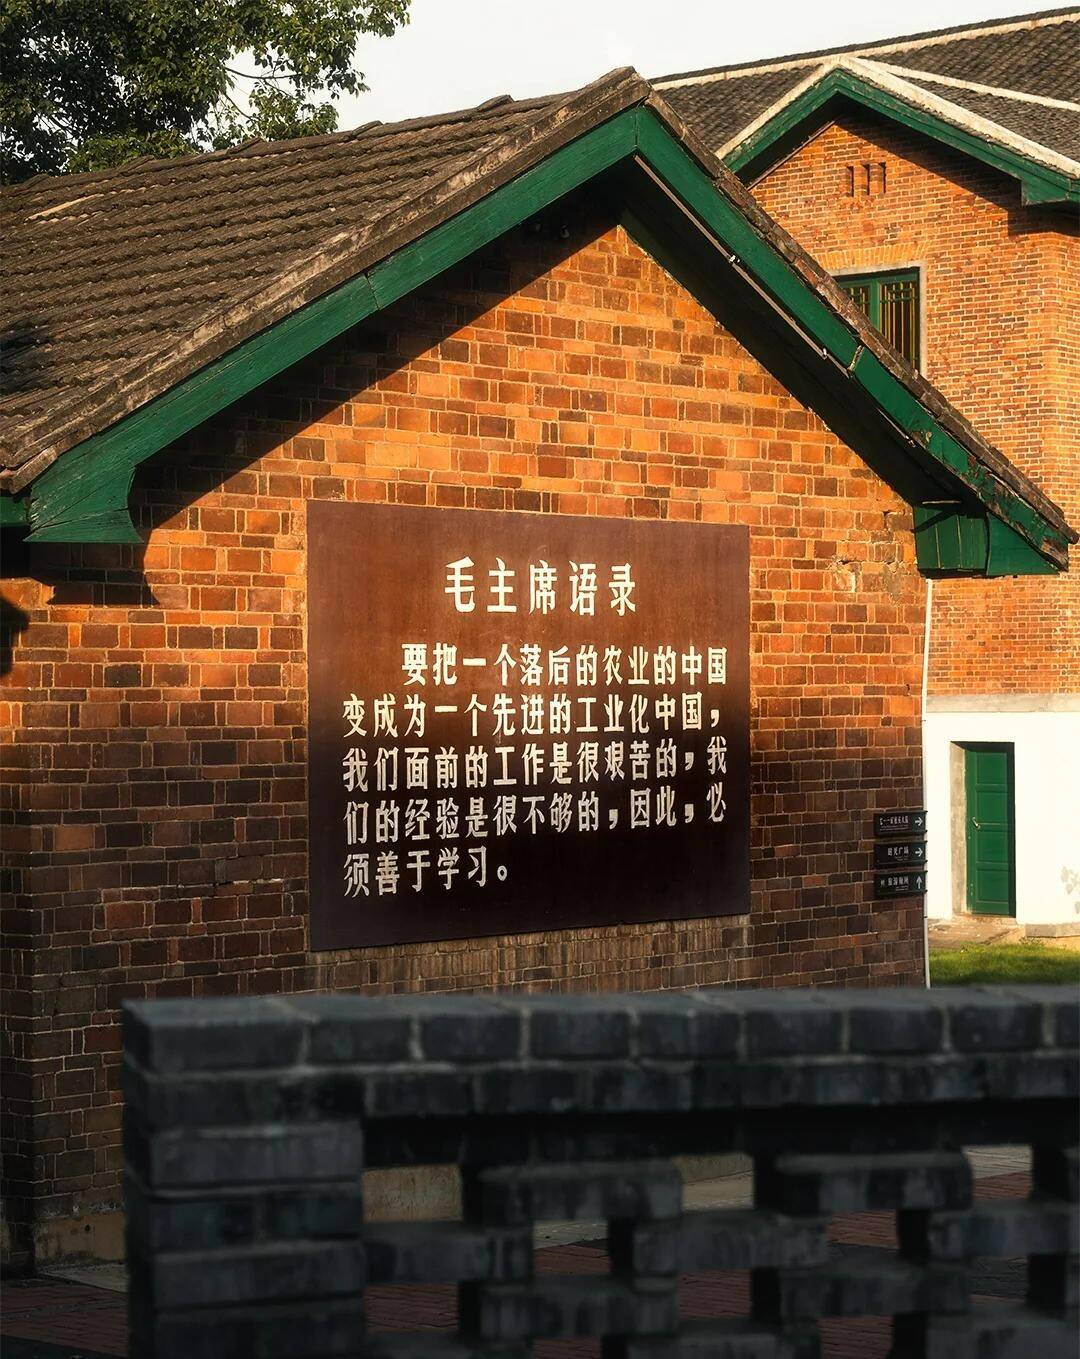 毛主席语录
要把一个落后的农业的中国
变成为一个先进的工业化中国，
我们面前的工作是很艰苦的，我
们的经验是很不够的，因此，必
须善于学习。